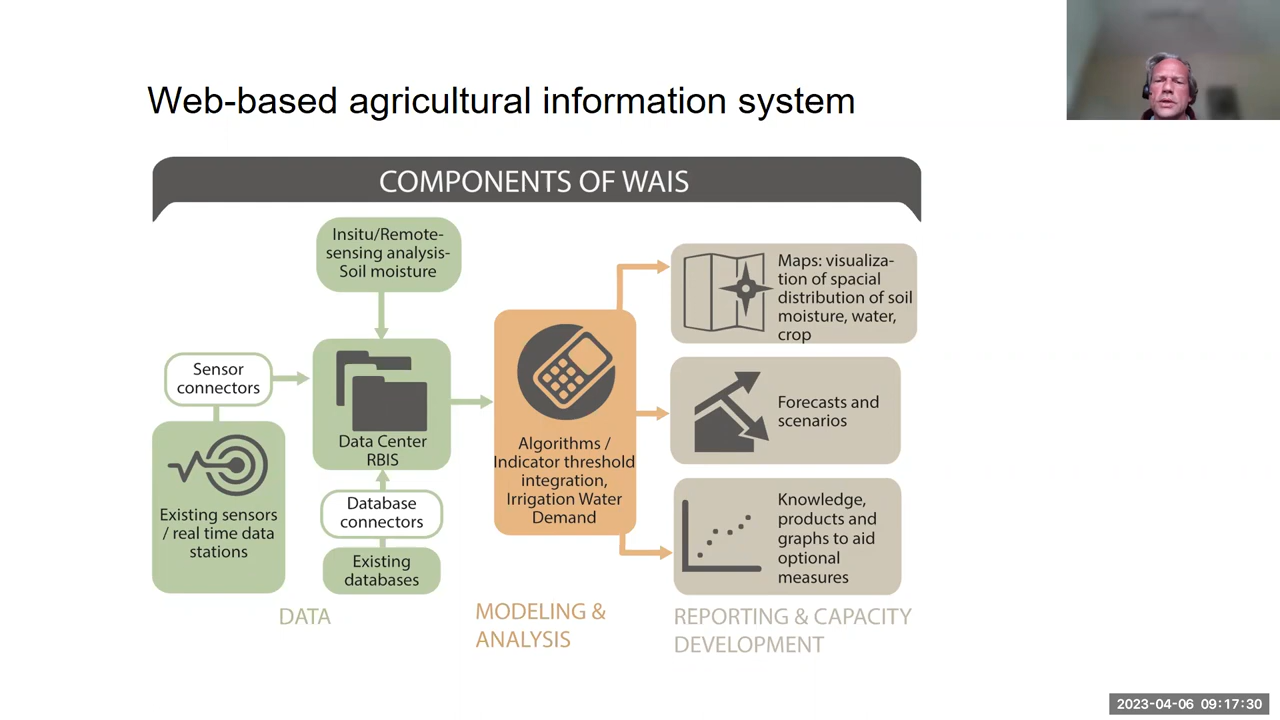 Web-based agricultural information system
COMPONENTS OF WAIS
Insitu/Remote-
sensing analysis-
Soil moisture
Sensor
connectors
Existing sensors
/ real time data
stations
Data Center
RBIS
Database
connectors
Existing
databases
DATA
Algorithms /
Indicator threshold
integration,
Irrigation Water
Demand
MODELING &
ANALYSIS
Maps: visualiza-
tion of spacial
distribution of soil
moisture, water,
crop
Forecasts and
scenarios
Knowledge,
products and
graphs to aid
optional
measures
REPORTING & CAPACITY
DEVELOPMENT
2023-04-06 09:17:30